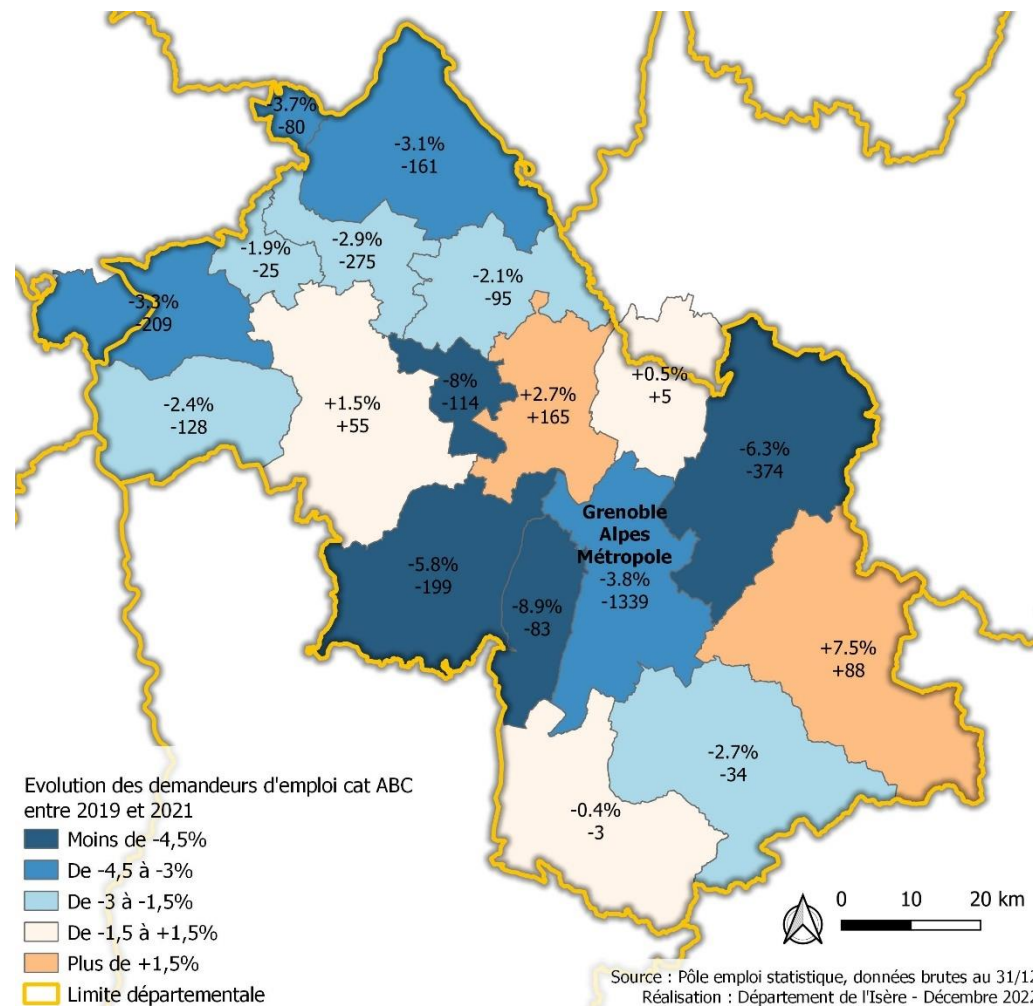 -3.7%
-80
-3.1%
-161
-1.9%
-25
-2.9%
-275
-2.1%
-95
-3.3%
-209
-2.4%
-128
+1.5%
+55
-8%
-114
+2.7%
+165
+0.5%
+5
-6.3%
-374
Grenoble
Alpes
Métropole
-3.8%
-1339
-5.8%
-199
-8.9%
-83
+7.5%
+88
-2.7%
-34
-0.4%
-3
Evolution des demandeurs d'emploi cat ABC
entre 2019 et 2021
Moins de -4,5%
De -4,5 à -3%
De -3 à -1,5%
De -1,5 à +1,5%
Plus de +1,5%
Limite départementale
0 10 20 km
Source : Pôle emploi statistique, données brutes au 31/12
Réalisation : Département de l'Isère - Décembre